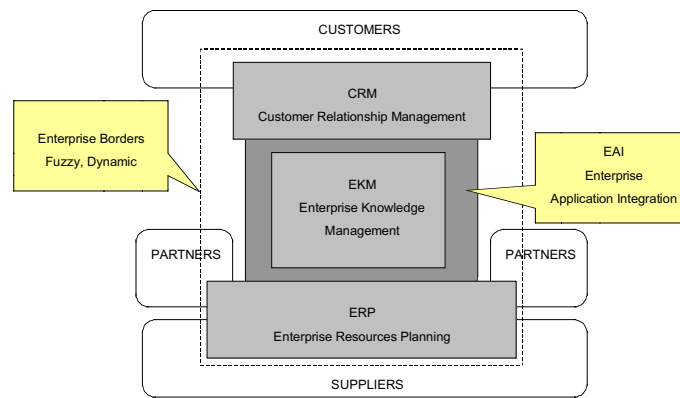 CUSTOMERS
CRM
Customer Relationship Management
Enterprise Borders
Fuzzy, Dynamic
EAI
Enterprise
Application Integration
EKM
Enterprise Knowledge
Management
PARTNERS
PARTNERS
ERP
Enterprise Resources Planning
SUPPLIERS